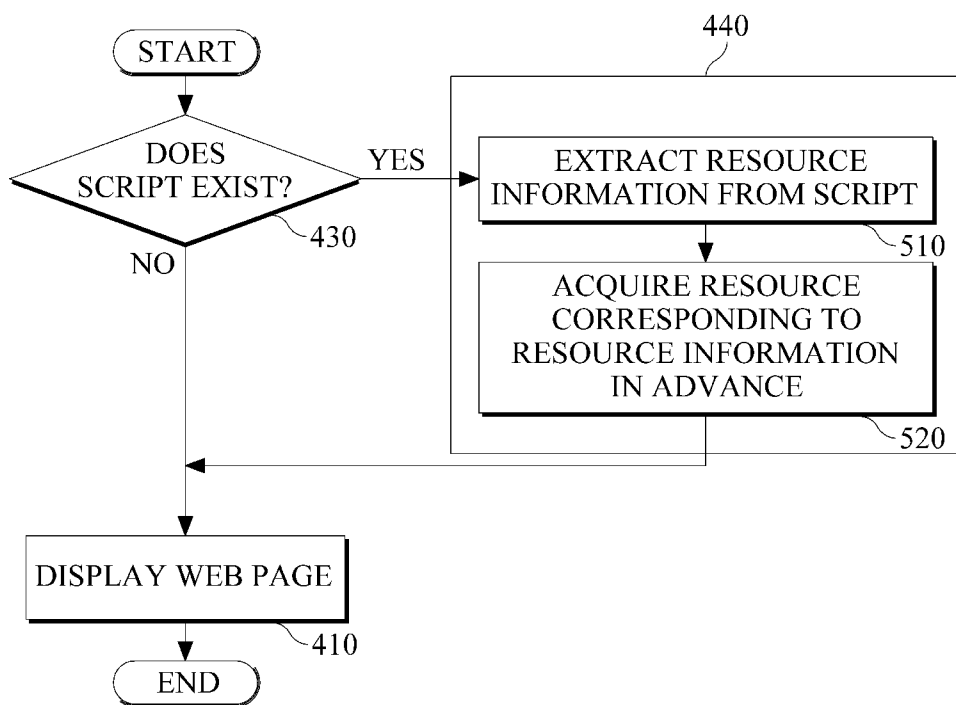 START
440
DOES
SCRIPT EXIST?
YES
430
NO
EXTRACT RESOURCE
INFORMATION FROM SCRIPT
510
ACQUIRE RESOURCE
CORRESPONDING TO
RESOURCE INFORMATION
IN ADVANCE
520
DISPLAY WEB PAGE
410
END